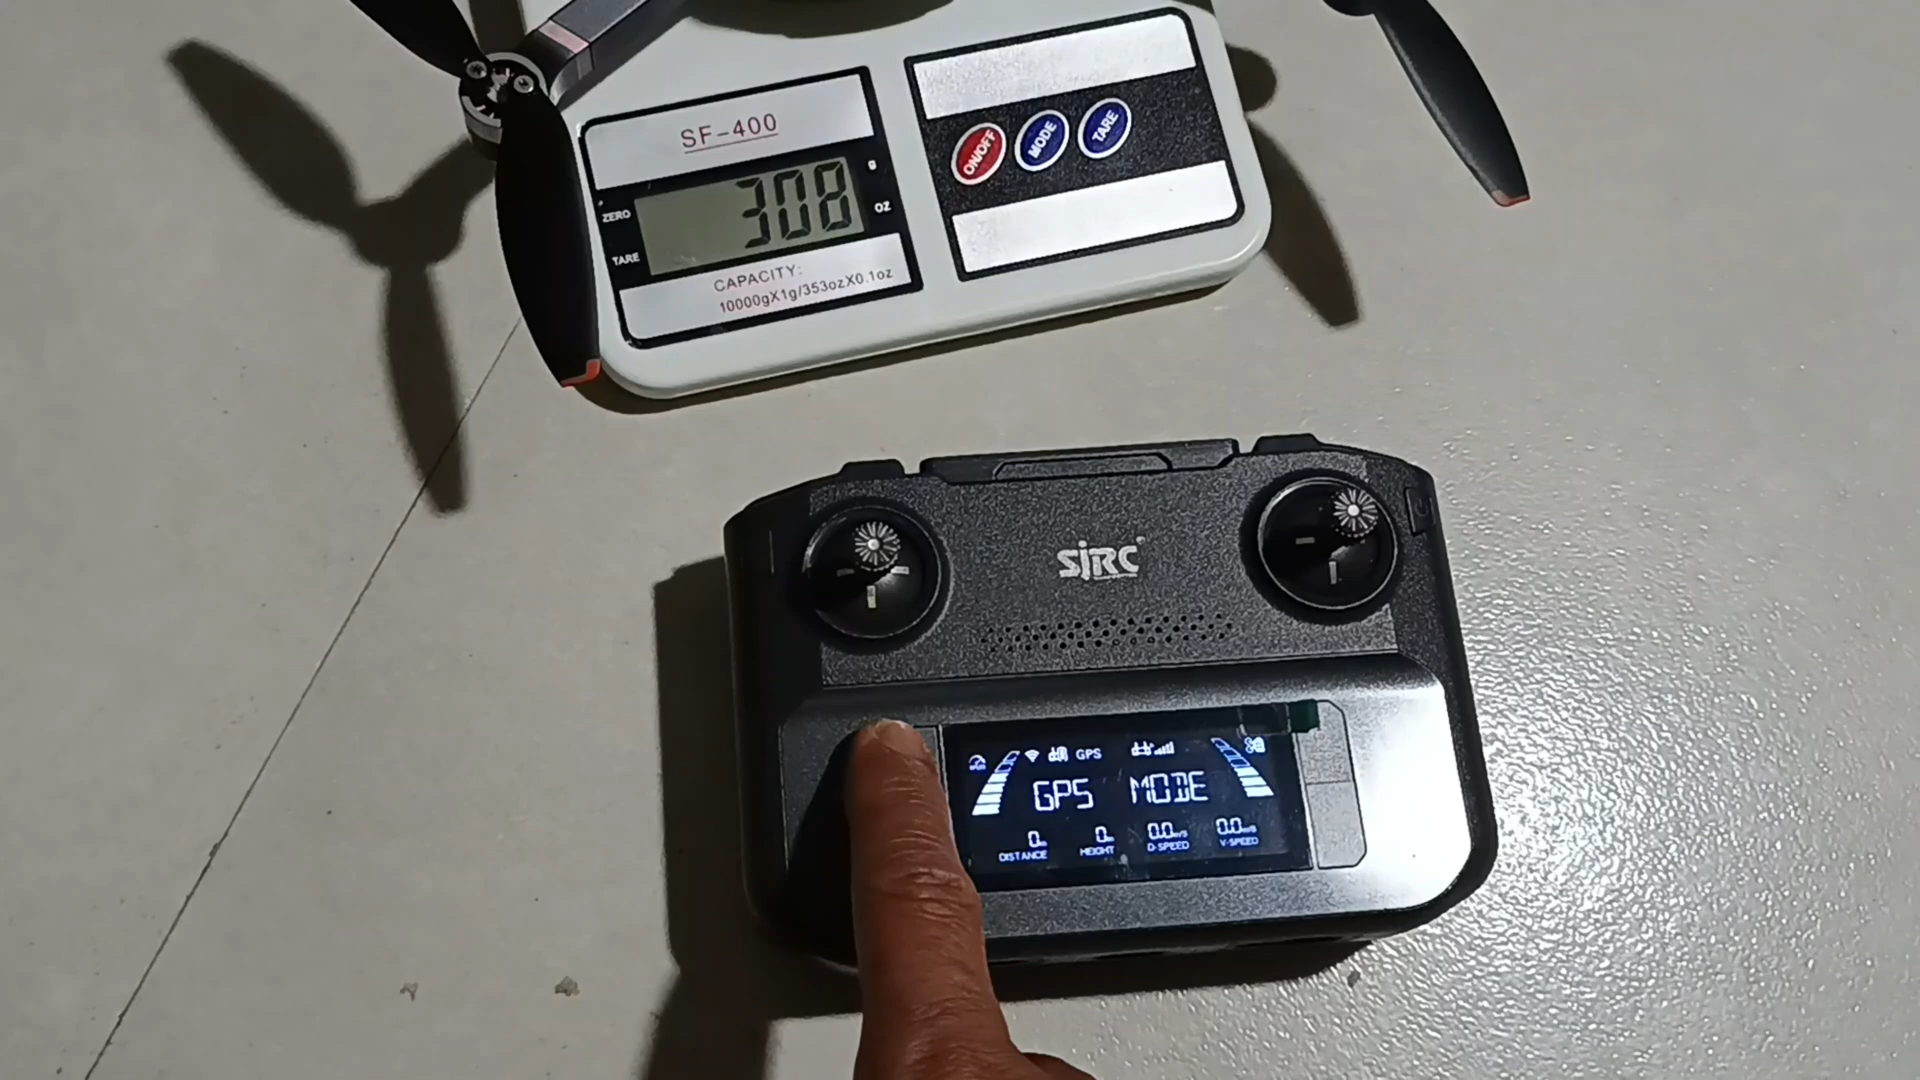 SF-400
ZERO
TARE
308
g
OZ
CAPACITY:
10000gX1g/353ozX0.1oz
ON/OFF
MODE
TARE
SJRC
GPS
GPS MODE
0m
0m
0.0m/s
0.0m/s
DISTANCE
HEIGHT
D-SPEED
V-SPEED